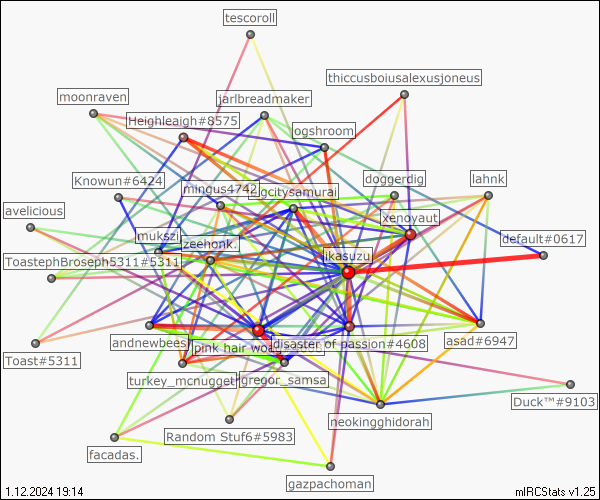 tescoroll
thiccusboiusalexusjoneus
moonraven
jarlbreadmaker
Heighleaigh#8575
ogshroom
Knowun#6424
mingus4742
gcitysamurai
doggerdig
lahnk
avelicious
xenoyaut
mukszi
zeehonk.
default#0617
ToastephBroseph5311#5311
ikasuzu
andnewbees
pink hair wo
disaster of passion#4608
asad#6947
Toast#5311
turkey_mcnugget
gregor_samsa
Duck™#9103
neokingghidorah
Random Stuf6#5983
facadas.
gazpachoman
1.12.2024 19:14
mIRCStats v1.25